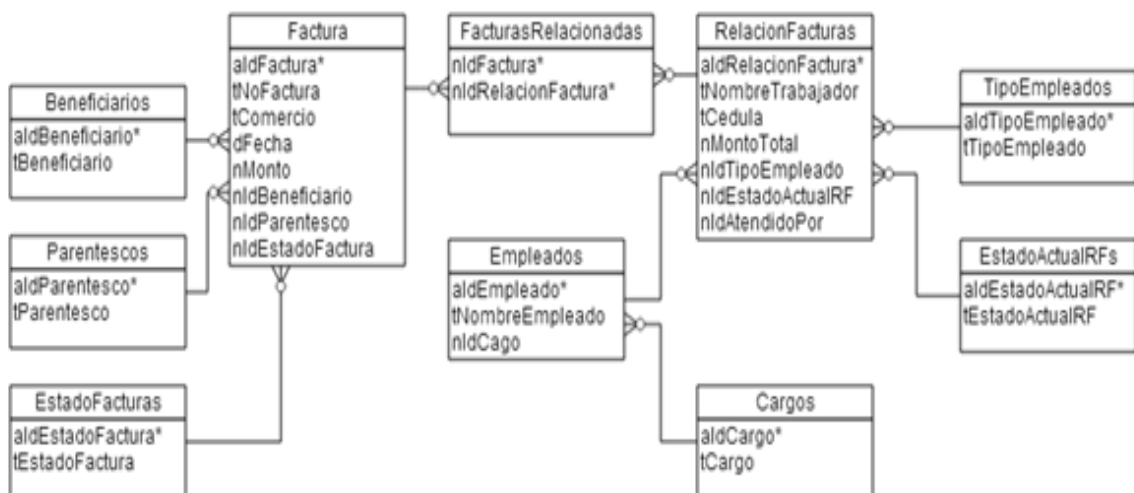 Factura
aIdFactura*
tNoFactura
tComercio
dFecha
nMonto
nIdBeneficiario
nIdParentesco
nIdEstadoFactura
FacturasRelacionadas
nIdFactura*
nIdRelacionFactura*
RelacionFacturas
aIdRelacionFactura*
tNombreTrabajador
tCedula
nMontoTotal
nIdTipoEmpleado
nIdEstadoActualRF
nIdAtendidoPor
Beneficiarios
aIdBeneficiario*
tBeneficiario
TipoEmpleados
aIdTipoEmpleado*
tTipoEmpleado
Parentescos
aIdParentesco*
tParentesco
Empleados
aIdEmpleado*
tNombreEmpleado
nIdCago
EstadoActualRFs
aIdEstadoActualRF*
tEstadoActualRF
EstadoFacturas
aIdEstadoFactura*
tEstadoFactura
Cargos
aIdCargo*
tCargo